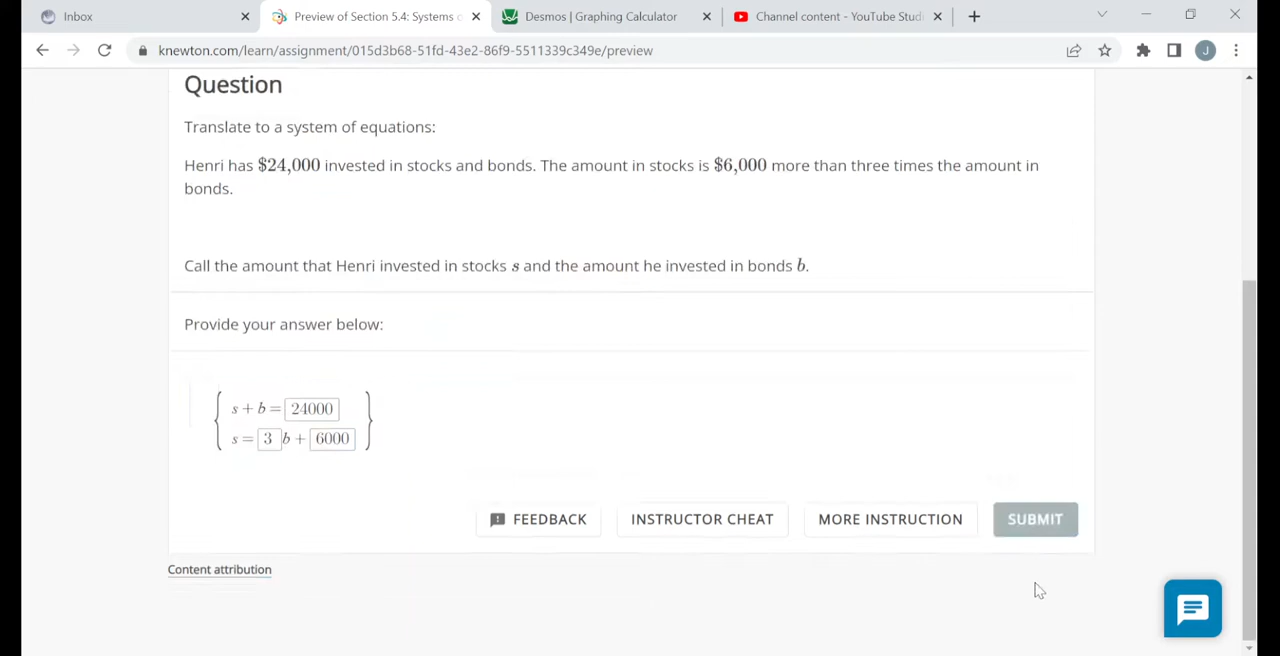 Inbox
Preview of Section 5.4: Systems o
Desmos | Graphing Calculator
Channel content - YouTube Studi
knewton.com/learn/assignment/015d3b68-51fd-43e2-86f9-5511339c349e/preview
J
Question
Translate to a system of equations:
Henri has $24,000 invested in stocks and bonds. The amount in stocks is $6,000 more than three times the amount in
bonds.
Call the amount that Henri invested in stocks s and the amount he invested in bonds b.
Provide your answer below:
s + b = 24000
s = 3 b + 6000
FEEDBACK
INSTRUCTOR CHEAT
MORE INSTRUCTION
SUBMIT
Content attribution